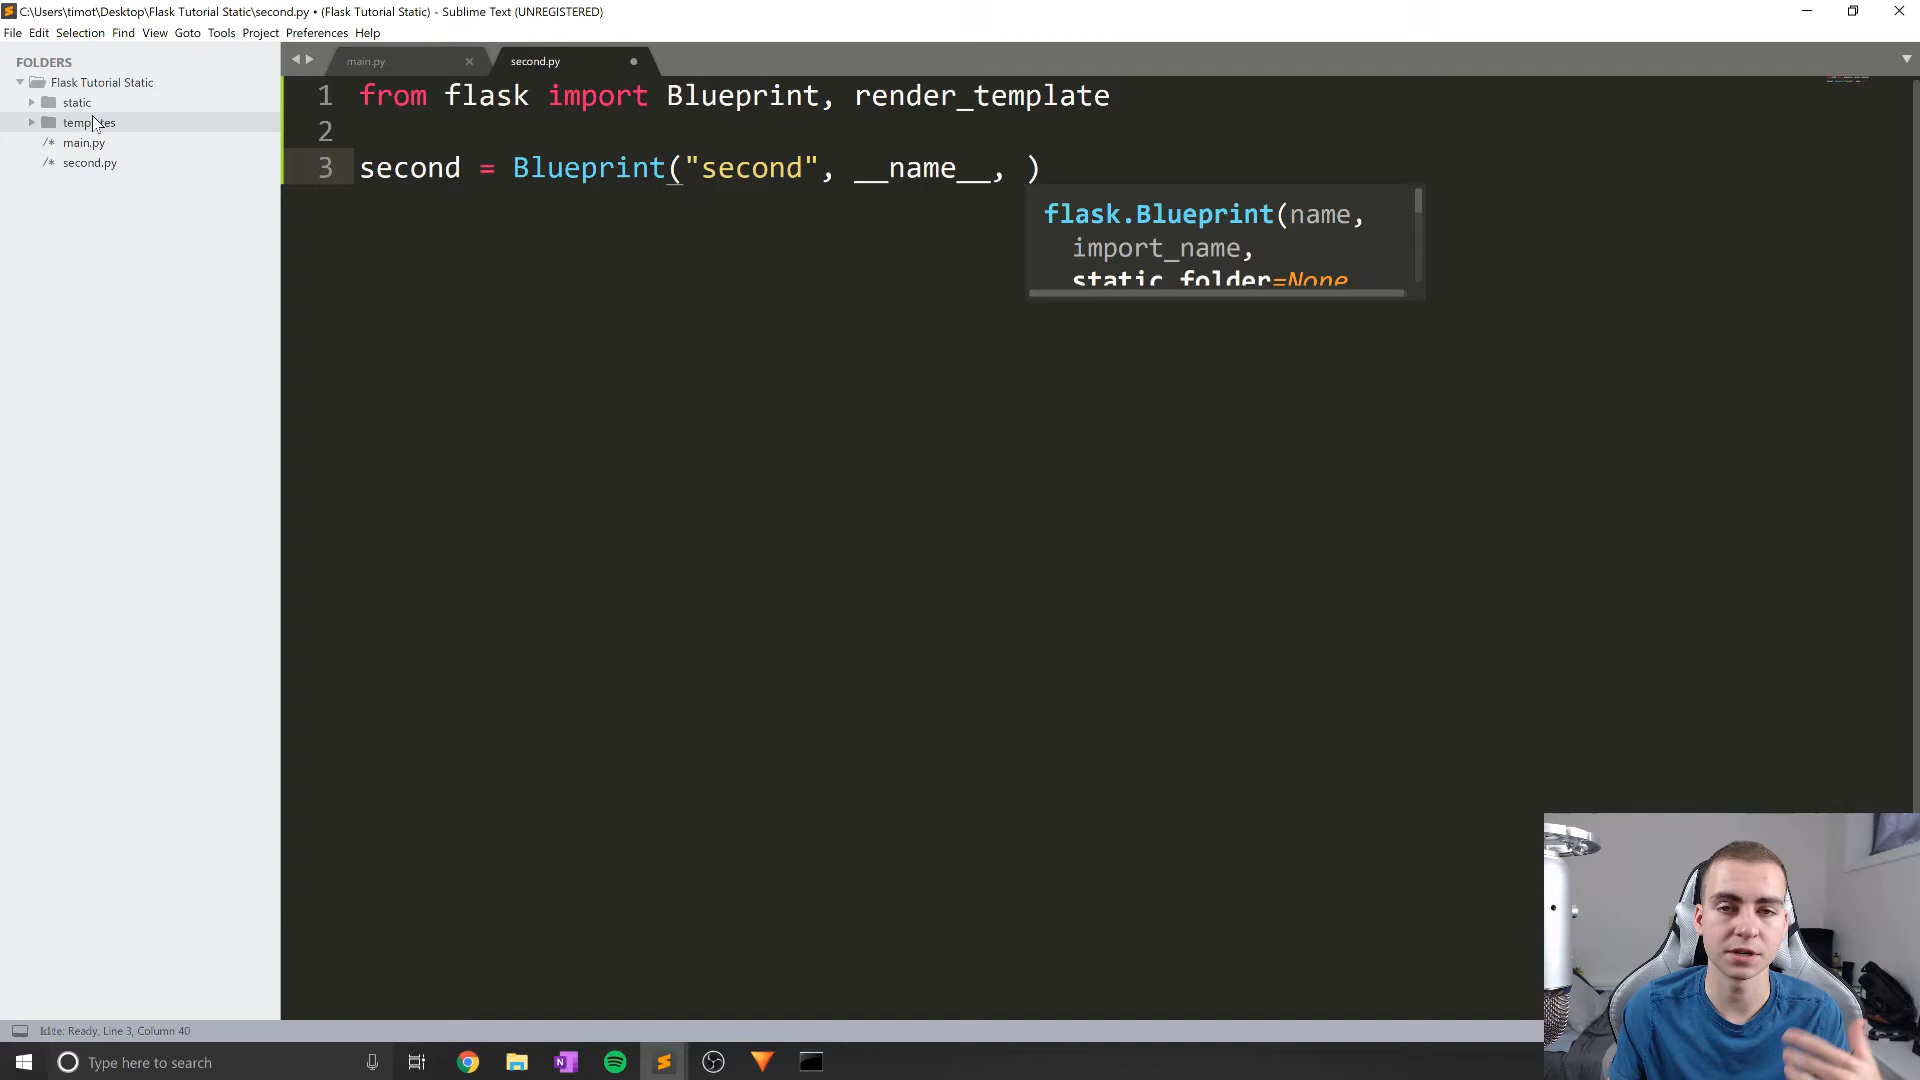 C:\Users\timot\Desktop\Flask Tutorial Static\second.py • (Flask Tutorial Static) - Sublime Text (UNREGISTERED)
File Edit Selection Find View Goto Tools Project Preferences Help
FOLDERS
Flask Tutorial Static
static
templates
/* main.py
/* second.py
main.py
second.py
1 from flask import Blueprint, render_template
2
3 second = Blueprint("second", __name__, )
flask.Blueprint(name,
import_name,
static_folder=None
kite: Ready, Line 3, Column 40
Type here to search